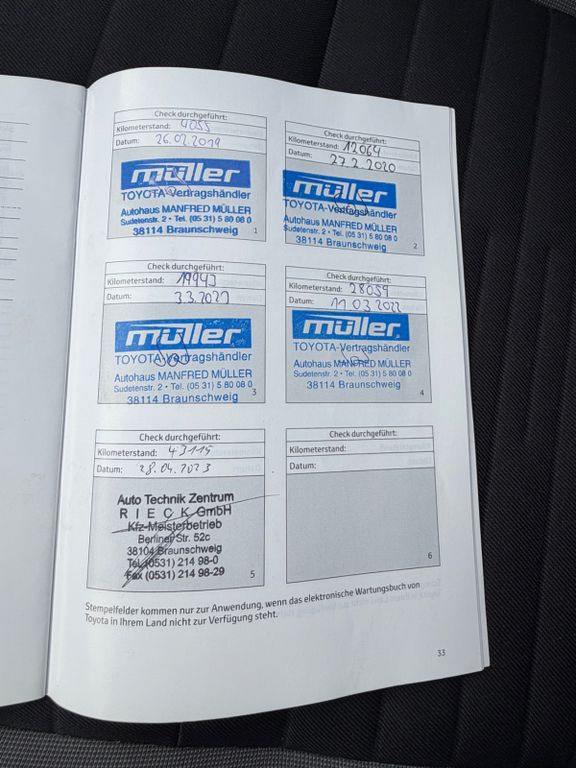 Check durchgeführt:
Kilometerstand: 4055
Datum: 26.02.2019
müller
TOYOTA-Vertragshändler
Autohaus MANFRED MÜLLER
Sudetenstr. 2 • Tel. (05 31) 5 80 08 0
38114 Braunschweig
1
Check durchgeführt:
Kilometerstand: 12064
Datum: 27.2.2020
müller
TOYOTA-Vertragshändler
Autohaus MANFRED MÜLLER
Sudetenstr. 2 • Tel. (05 31) 5 80 08 0
38114 Braunschweig
2
Check durchgeführt:
Kilometerstand: 19943
Datum: 3.3.2021
müller
TOYOTA-Vertragshändler
Autohaus MANFRED MÜLLER
Sudetenstr. 2 • Tel. (05 31) 5 80 08 0
38114 Braunschweig
3
Check durchgeführt:
Kilometerstand: 28059
Datum: 11.03.2022
müller
TOYOTA-Vertragshändler
Autohaus MANFRED MÜLLER
Sudetenstr. 2 • Tel. (05 31) 5 80 08 0
38114 Braunschweig
4
Check durchgeführt:
Kilometerstand: 43115
Datum: 28.04.2023
Auto Technik Zentrum
RIECK GmbH
Kfz-Meisterbetrieb
Berliner Str. 52c
38104 Braunschweig
Tel. (0531) 214 98-0
Fax (0531) 214 98-29
5
Check durchgeführt:
Kilometerstand:
Datum:
6
Stempelfelder kommen nur zur Anwendung, wenn das elektronische Wartungsbuch von
Toyota in Ihrem Land nicht zur Verfügung steht.
33